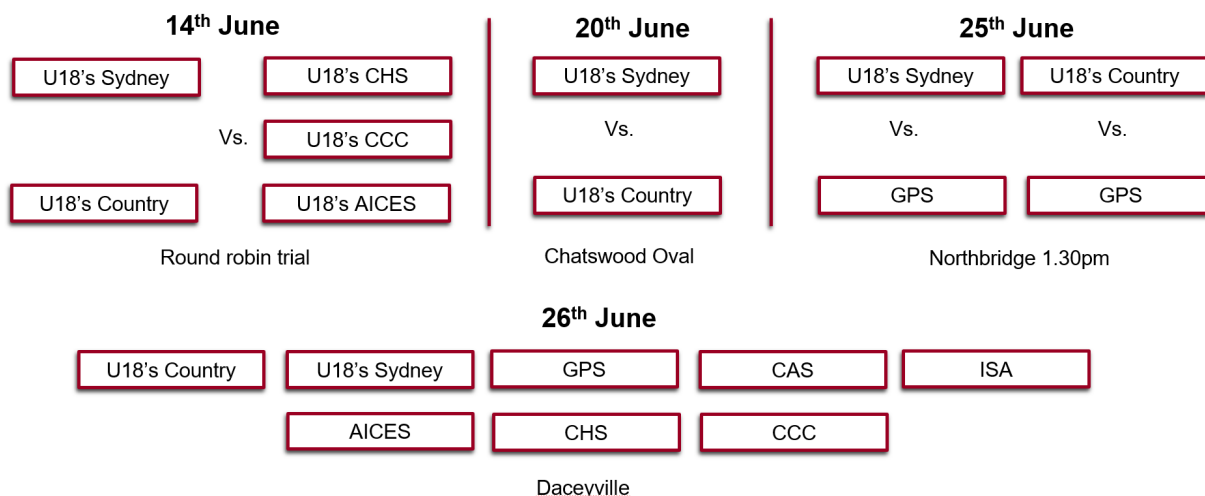 14th June
U18's Sydney
U18's CHS
Vs.
U18's CCC
U18's Country
U18's AICES
Round robin trial
20th June
U18's Sydney
Vs.
U18's Country
Chatswood Oval
25th June
U18's Sydney
U18's Country
Vs.
Vs.
GPS
GPS
Northbridge 1.30pm
26th June
U18's Country
U18's Sydney
GPS
CAS
ISA
AICES
CHS
CCC
Daceyville